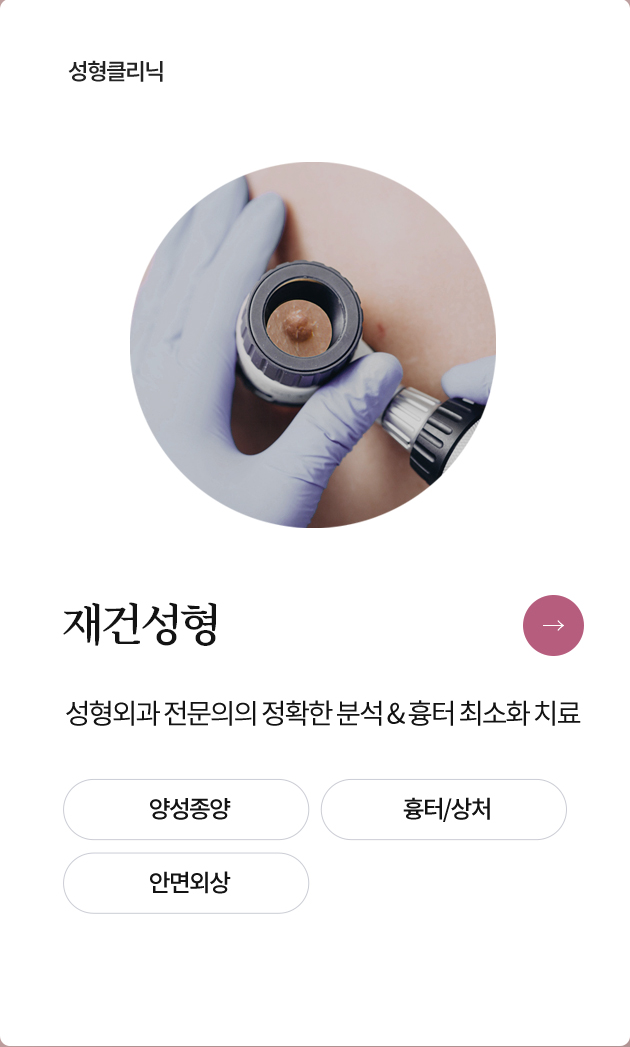 성형클리닉
재건성형
성형외과 전문의의 정확한 분석 & 흉터 최소화 치료
양성종양
흉터/상처
안면외상